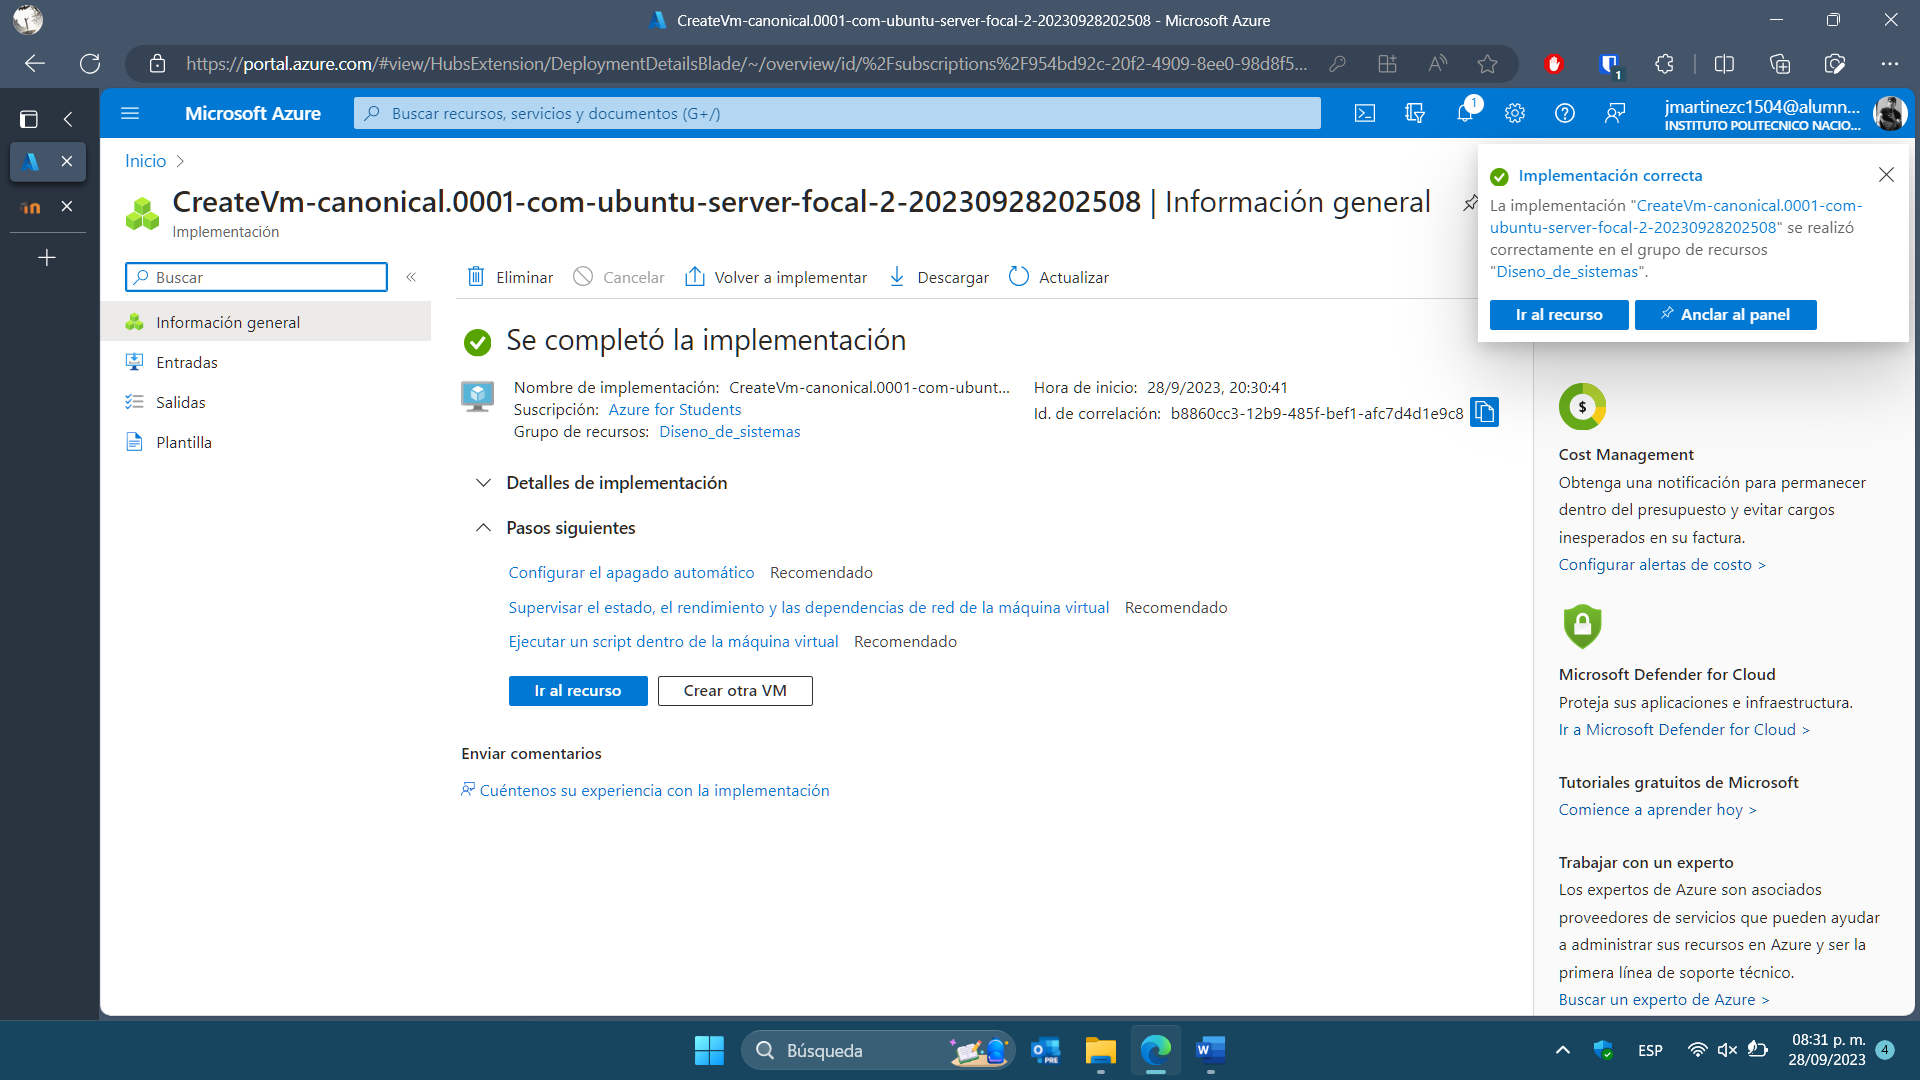 CreateVm-canonical.0001-com-ubuntu-server-focal-2-20230928202508 - Microsoft Azure
https://portal.azure.com/#view/HubsExtension/DeploymentDetailsBlade/~/overview/id/%2Fsubscriptions%2F954bd92c-20f2-4909-8ee0-98d8f5...
1
Microsoft Azure
Buscar recursos, servicios y documentos (G+/)
1
jmartinezc1504@alumn...
INSTITUTO POLITECNICO NACIO...
Inicio
CreateVm-canonical.0001-com-ubuntu-server-focal-2-20230928202508 | Información general
Implementación
Buscar
Información general
Entradas
Salidas
Plantilla
Eliminar
Cancelar
Volver a implementar
Descargar
Actualizar
Implementación correcta
La implementación "CreateVm-canonical.0001-com-
ubuntu-server-focal-2-20230928202508" se realizó
correctamente en el grupo de recursos
"Diseno_de_sistemas".
Ir al recurso
Anclar al panel
Se completó la implementación
Nombre de implementación: CreateVm-canonical.0001-com-ubunt...
Suscripción: Azure for Students
Grupo de recursos: Diseno_de_sistemas
Hora de inicio: 28/9/2023, 20:30:41
Id. de correlación: b8860cc3-12b9-485f-bef1-afc7d4d1e9c8
Detalles de implementación
Pasos siguientes
Configurar el apagado automático Recomendado
Supervisar el estado, el rendimiento y las dependencias de red de la máquina virtual Recomendado
Ejecutar un script dentro de la máquina virtual Recomendado
Ir al recurso
Crear otra VM
Enviar comentarios
Cuéntenos su experiencia con la implementación
$
Cost Management
Obtenga una notificación para permanecer
dentro del presupuesto y evitar cargos
inesperados en su factura.
Configurar alertas de costo >
Microsoft Defender for Cloud
Proteja sus aplicaciones e infraestructura.
Ir a Microsoft Defender for Cloud >
Tutoriales gratuitos de Microsoft
Comience a aprender hoy >
Trabajar con un experto
Los expertos de Azure son asociados
proveedores de servicios que pueden ayudar
a administrar sus recursos en Azure y ser la
primera línea de soporte técnico.
Buscar un experto de Azure >
Búsqueda
PRE
W
ESP
08:31 p. m.
28/09/2023
4